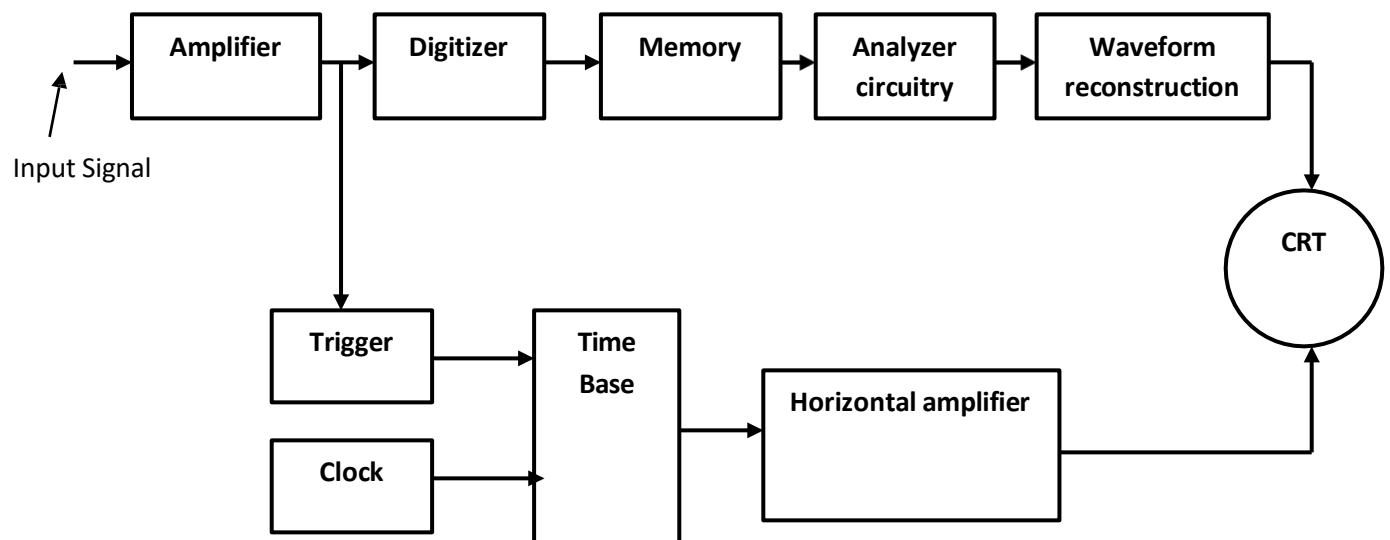 Amplifier
Digitizer
Memory
Analyzer
circuitry
Waveform
reconstruction
Input Signal
CRT
Trigger
Time
Base
Horizontal amplifier
Clock